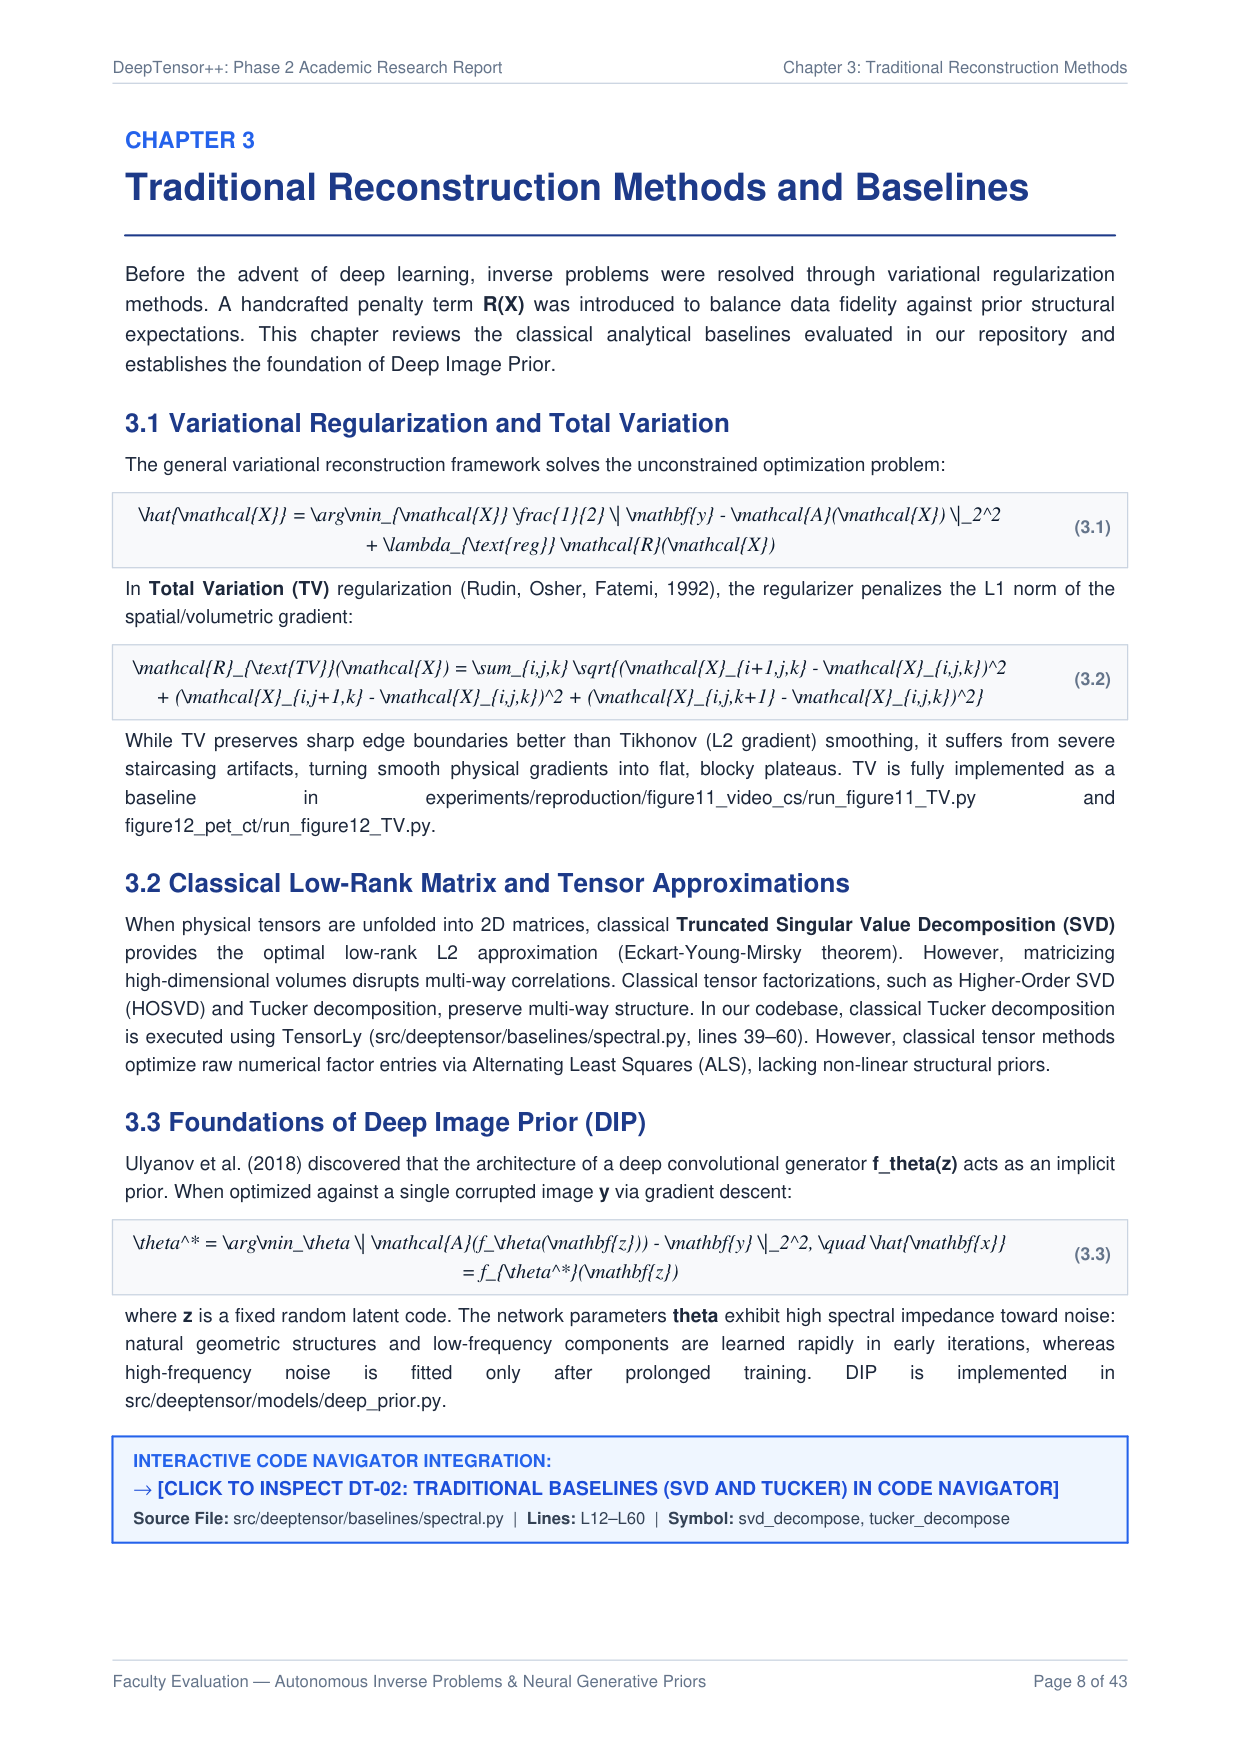 DeepTensor++: Phase 2 Academic Research Report
Chapter 3: Traditional Reconstruction Methods
CHAPTER 3
Traditional Reconstruction Methods and Baselines
Before the advent of deep learning, inverse problems were resolved through variational regularization
methods. A handcrafted penalty term R(X) was introduced to balance data fidelity against prior structural
expectations. This chapter reviews the classical analytical baselines evaluated in our repository and
establishes the foundation of Deep Image Prior.
3.1 Variational Regularization and Total Variation
The general variational reconstruction framework solves the unconstrained optimization problem:
\hat{\mathcal{X}} = \arg\min_{\mathcal{X}} \frac{1}{2} \| \mathbf{y} - \mathcal{A}(\mathcal{X}) \|_2^2
+ \lambda_{\text{reg}} \mathcal{R}(\mathcal{X})
(3.1)
In Total Variation (TV) regularization (Rudin, Osher, Fatemi, 1992), the regularizer penalizes the L1 norm of the
spatial/volumetric gradient:
\mathcal{R}_{\text{TV}}(\mathcal{X}) = \sum_{i,j,k} \sqrt{(\mathcal{X}_{i+1,j,k} - \mathcal{X}_{i,j,k})^2
+ (\mathcal{X}_{i,j+1,k} - \mathcal{X}_{i,j,k})^2 + (\mathcal{X}_{i,j,k+1} - \mathcal{X}_{i,j,k})^2}
(3.2)
While TV preserves sharp edge boundaries better than Tikhonov (L2 gradient) smoothing, it suffers from severe
staircasing artifacts, turning smooth physical gradients into flat, blocky plateaus. TV is fully implemented as a
baseline in experiments/reproduction/figure11_video_cs/run_figure11_TV.py and
figure12_pet_ct/run_figure12_TV.py.
3.2 Classical Low-Rank Matrix and Tensor Approximations
When physical tensors are unfolded into 2D matrices, classical Truncated Singular Value Decomposition (SVD)
provides the optimal low-rank L2 approximation (Eckart-Young-Mirsky theorem). However, matricizing
high-dimensional volumes disrupts multi-way correlations. Classical tensor factorizations, such as Higher-Order SVD
(HOSVD) and Tucker decomposition, preserve multi-way structure. In our codebase, classical Tucker decomposition
is executed using TensorLy (src/deeptensor/baselines/spectral.py, lines 39–60). However, classical tensor methods
optimize raw numerical factor entries via Alternating Least Squares (ALS), lacking non-linear structural priors.
3.3 Foundations of Deep Image Prior (DIP)
Ulyanov et al. (2018) discovered that the architecture of a deep convolutional generator f_theta(z) acts as an implicit
prior. When optimized against a single corrupted image y via gradient descent:
\theta^* = \arg\min_\theta \| \mathcal{A}(f_\theta(\mathbf{z})) - \mathbf{y} \|_2^2, \quad \hat{\mathbf{x}}
= f_{\theta^*}(\mathbf{z})
(3.3)
where z is a fixed random latent code. The network parameters theta exhibit high spectral impedance toward noise:
natural geometric structures and low-frequency components are learned rapidly in early iterations, whereas
high-frequency noise is fitted only after prolonged training. DIP is implemented in
src/deeptensor/models/deep_prior.py.
INTERACTIVE CODE NAVIGATOR INTEGRATION:
→ [CLICK TO INSPECT DT-02: TRADITIONAL BASELINES (SVD AND TUCKER) IN CODE NAVIGATOR]
Source File: src/deeptensor/baselines/spectral.py | Lines: L12–L60 | Symbol: svd_decompose, tucker_decompose
Faculty Evaluation — Autonomous Inverse Problems & Neural Generative Priors
Page 8 of 43